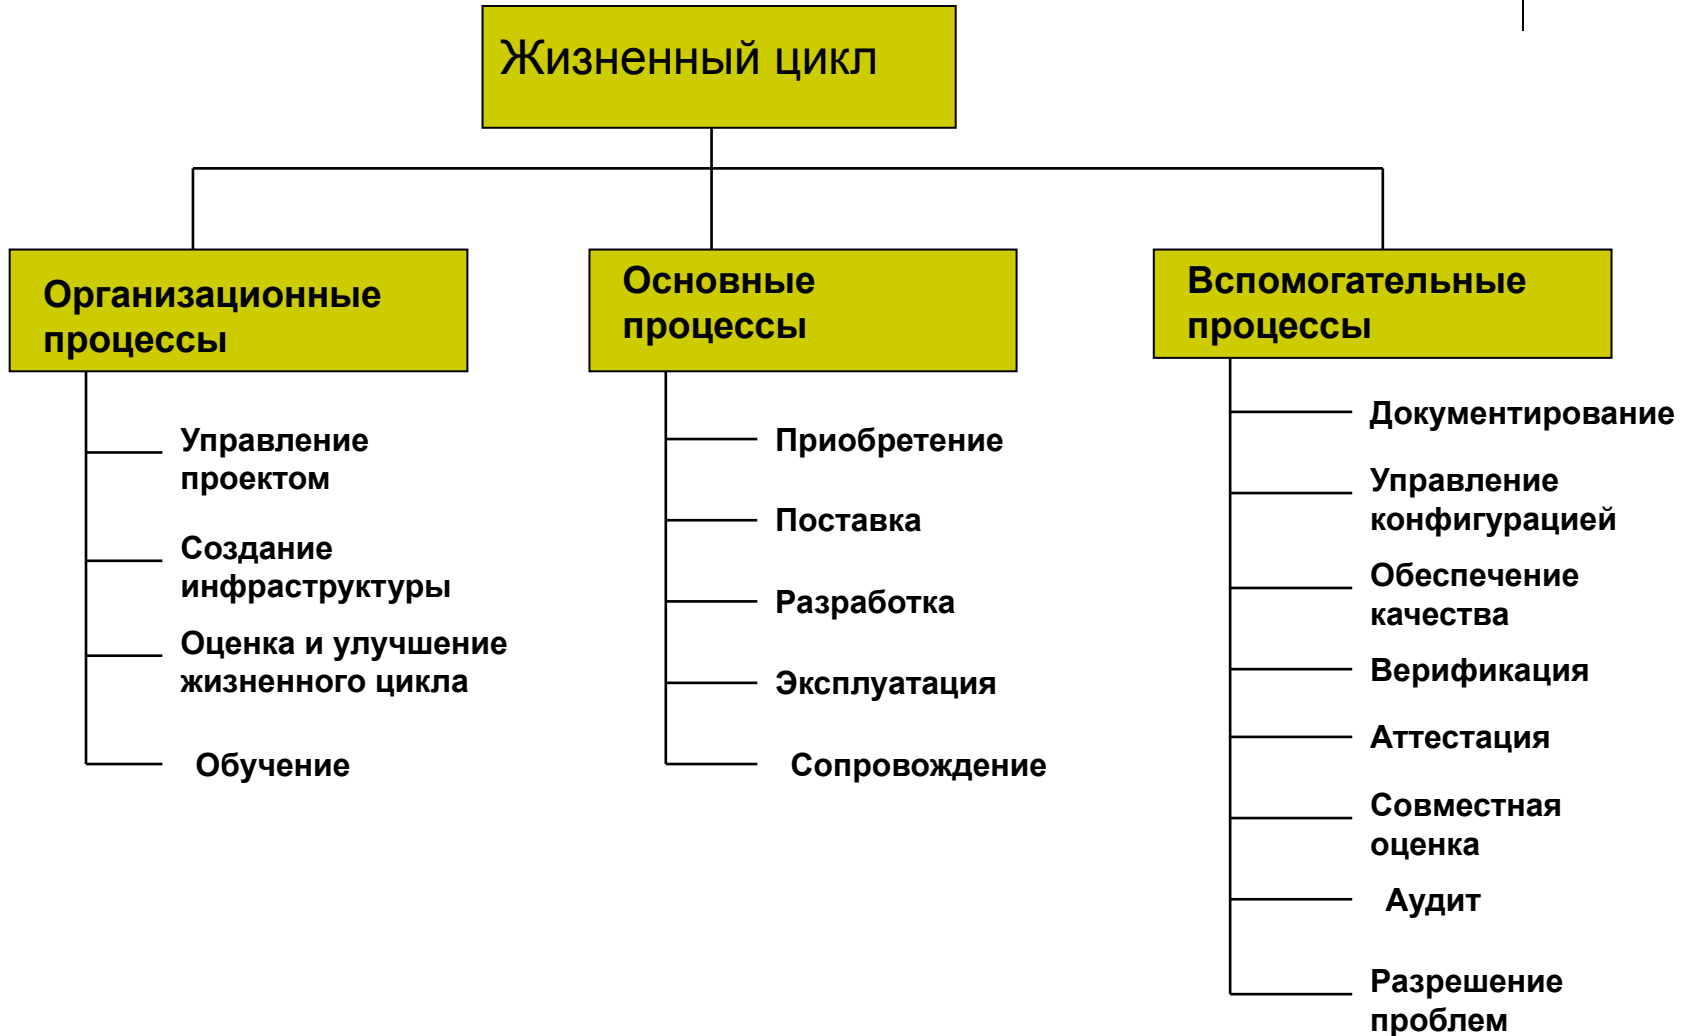 Жизненный цикл
Организационные
процессы
Управление
проектом
Создание
инфраструктуры
Оценка и улучшение
жизненного цикла
Обучение
Основные
процессы
Приобретение
Поставка
Разработка
Эксплуатация
Сопровождение
Вспомогательные
процессы
Документирование
Управление
конфигурацией
Обеспечение
качества
Верификация
Аттестация
Совместная
оценка
Аудит
Разрешение
проблем